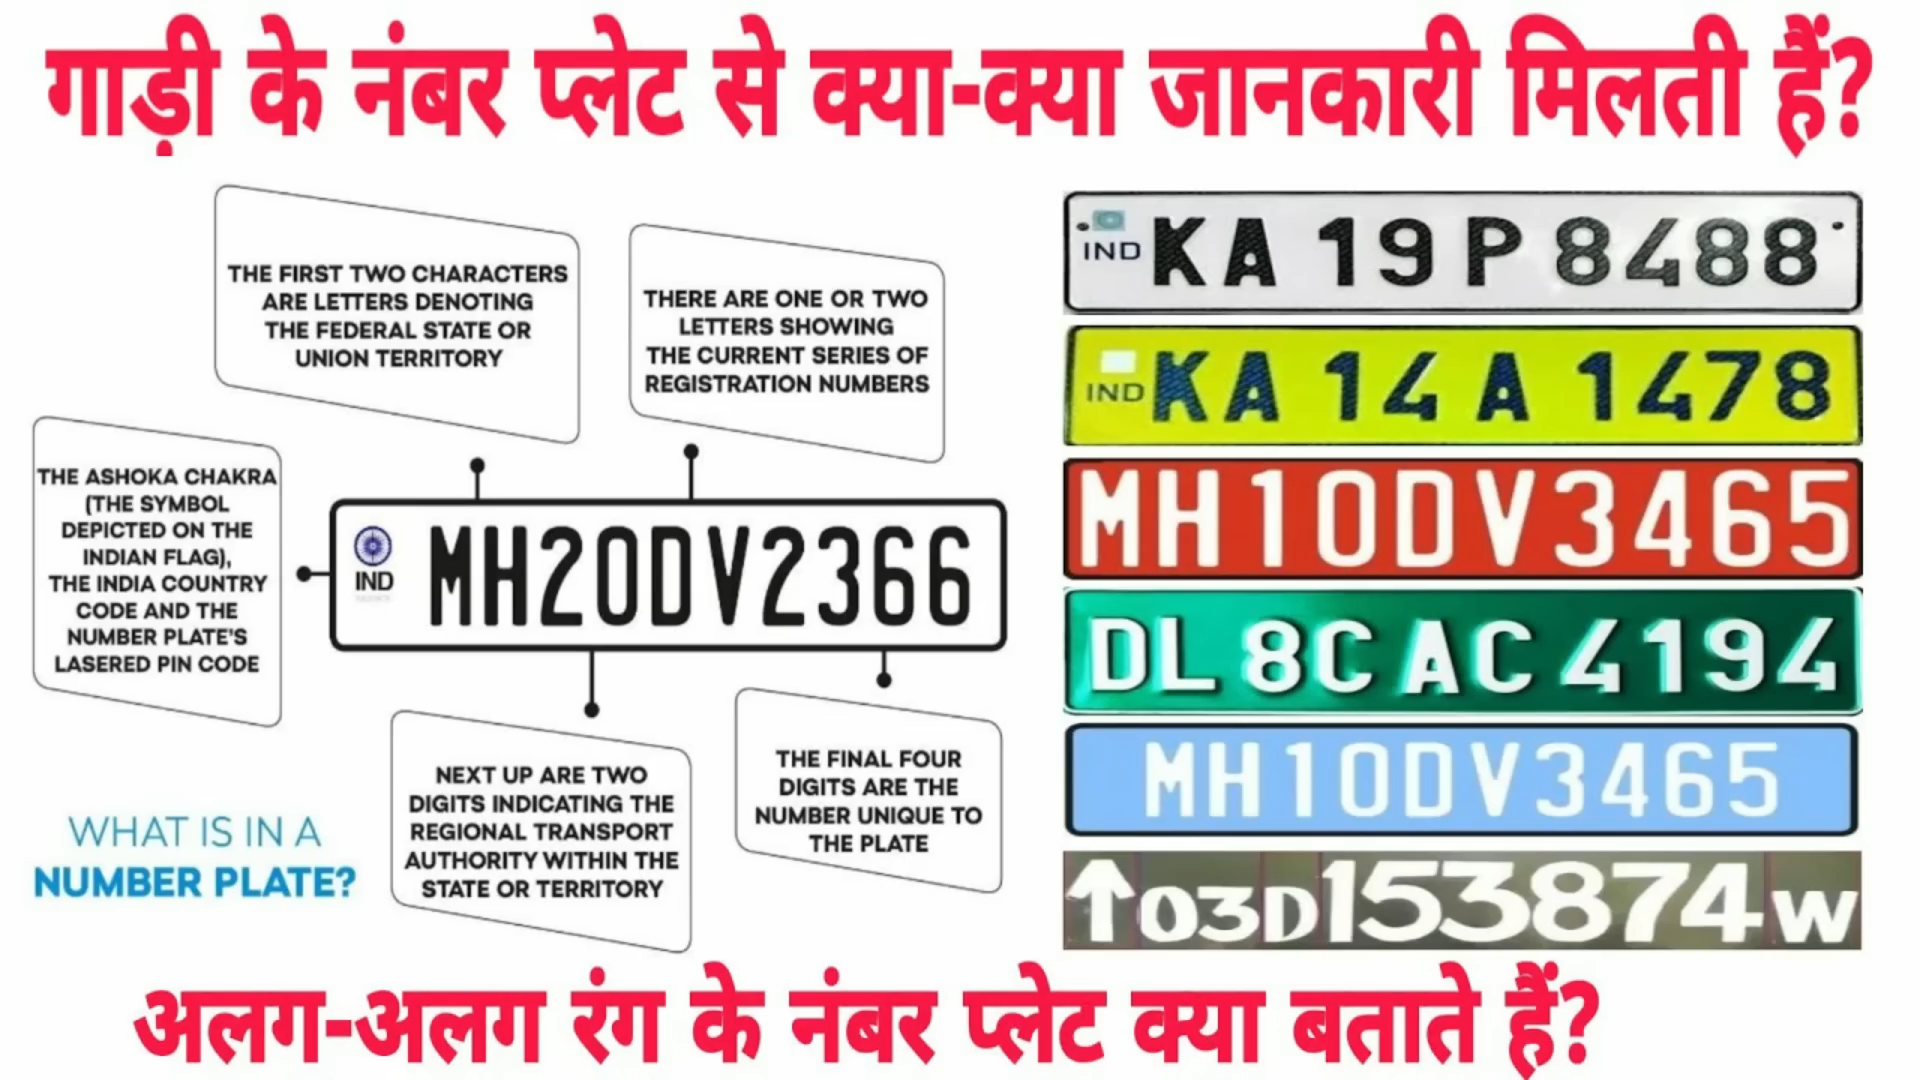 गाड़ी के नंबर प्लेट से क्या-क्या जानकारी मिलती हैं?
THE FIRST TWO CHARACTERS
ARE LETTERS DENOTING
THE FEDERAL STATE OR
UNION TERRITORY
THERE ARE ONE OR TWO
LETTERS SHOWING
THE CURRENT SERIES OF
REGISTRATION NUMBERS
THE ASHOKA CHAKRA
(THE SYMBOL
DEPICTED ON THE
INDIAN FLAG),
THE INDIA COUNTRY
CODE AND THE
NUMBER PLATE'S
LASERED PIN CODE
IND
MH20DV2366
NEXT UP ARE TWO
DIGITS INDICATING THE
REGIONAL TRANSPORT
AUTHORITY WITHIN THE
STATE OR TERRITORY
THE FINAL FOUR
DIGITS ARE THE
NUMBER UNIQUE TO
THE PLATE
WHAT IS IN A
NUMBER PLATE?
IND KA 19 P 8488
IND KA 14 A 1478
MH10DV3465
DL 8C AC 4194
MH10DV3465
↑03D153874W
अलग-अलग रंग के नंबर प्लेट क्या बताते हैं?